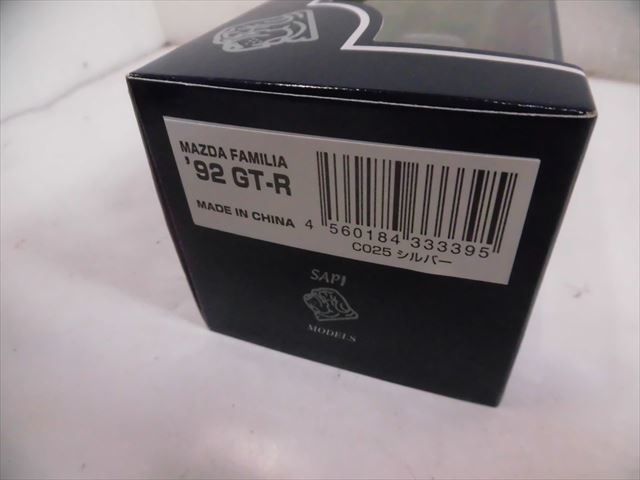 MAZDA FAMILIA
'92 GT-R
MADE IN CHINA
4 560184 333395
C025 シルバー
SAPI
MODELS